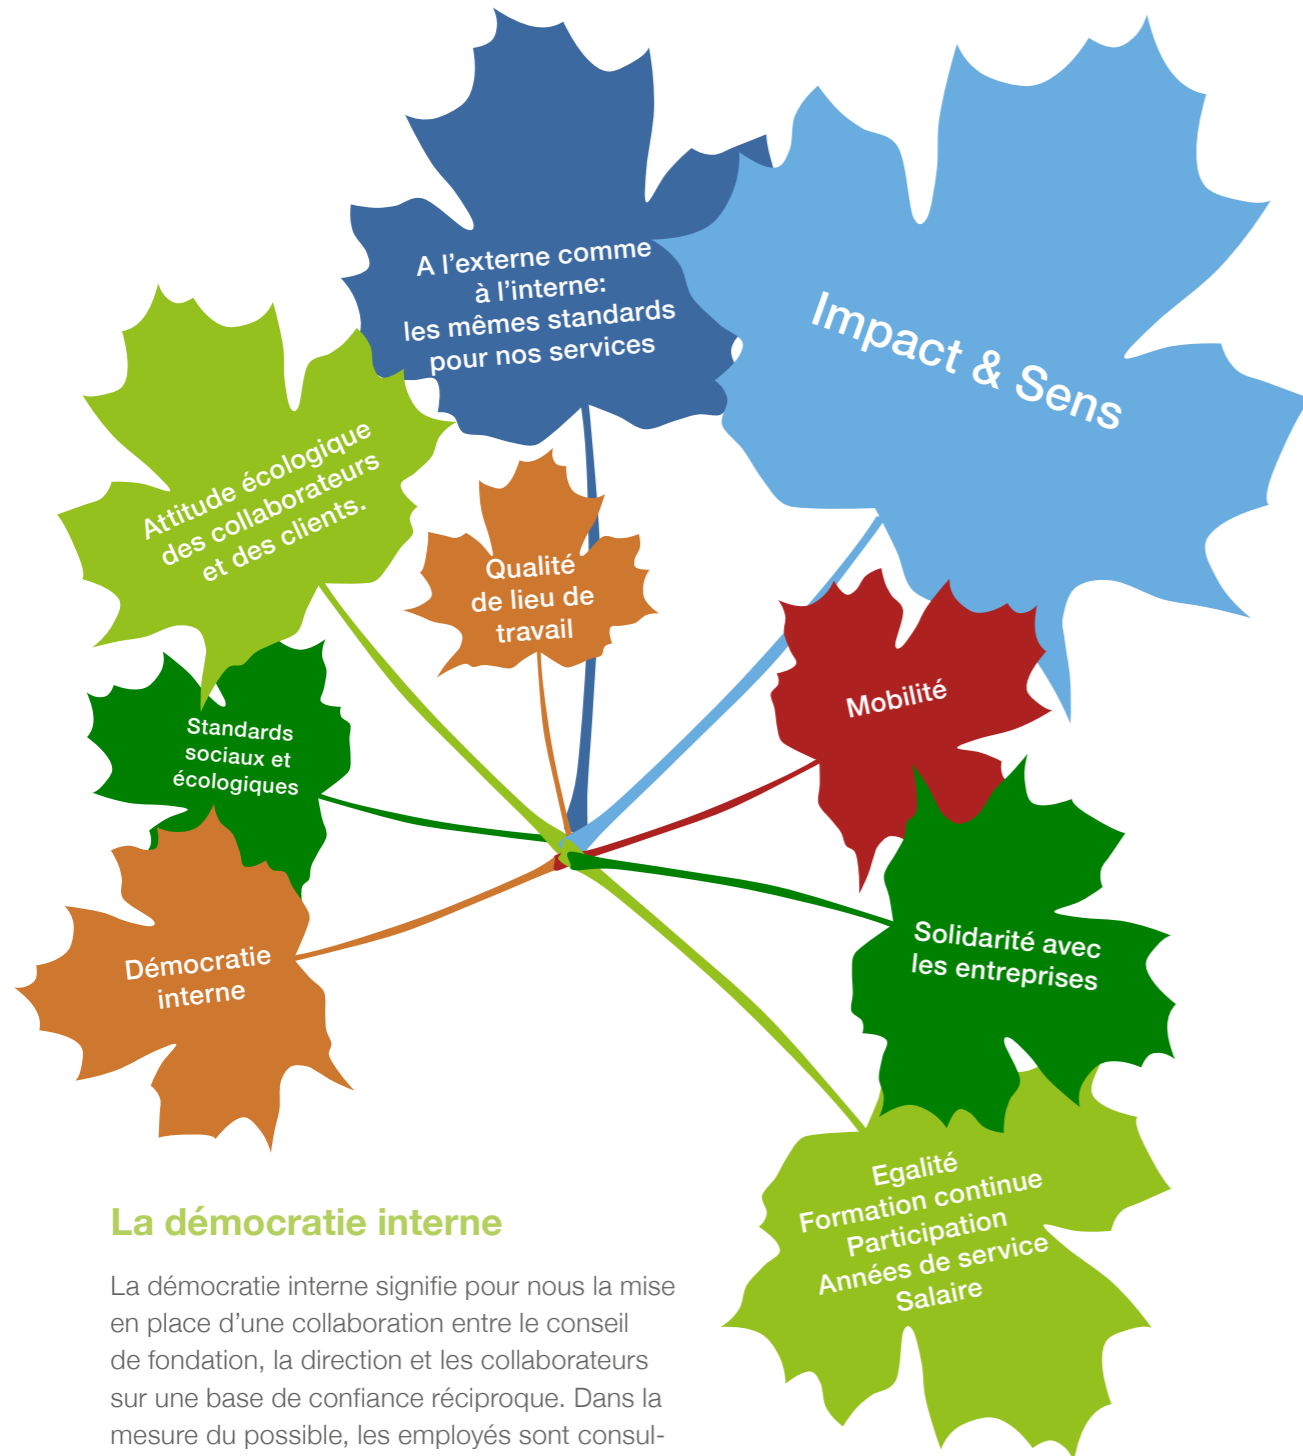 A l’externe comme
à l’interne:
les mêmes standards
pour nos services
Impact & Sens
Attitude écologique
des collaborateurs
et des clients.
Qualité
de lieu de
travail
Mobilité
Standards
sociaux et
écologiques
Solidarité avec
les entreprises
Démocratie
interne
Egalité
Formation continue
Participation
Années de service
Salaire
La démocratie interne
La démocratie interne signifie pour nous la mise
en place d’une collaboration entre le conseil
de fondation, la direction et les collaborateurs
sur une base de confiance réciproque. Dans la
mesure du possible, les employés sont consul-